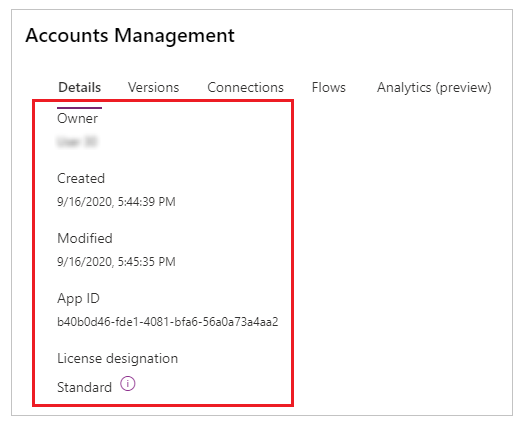 Accounts Management
Details Versions Connections Flows Analytics (preview)
Owner
Created
9/16/2020, 5:44:39 PM
Modified
9/16/2020, 5:45:35 PM
App ID
b40b0d46-fde1-4081-bfa6-56a0a73a4aa2
License designation
Standard